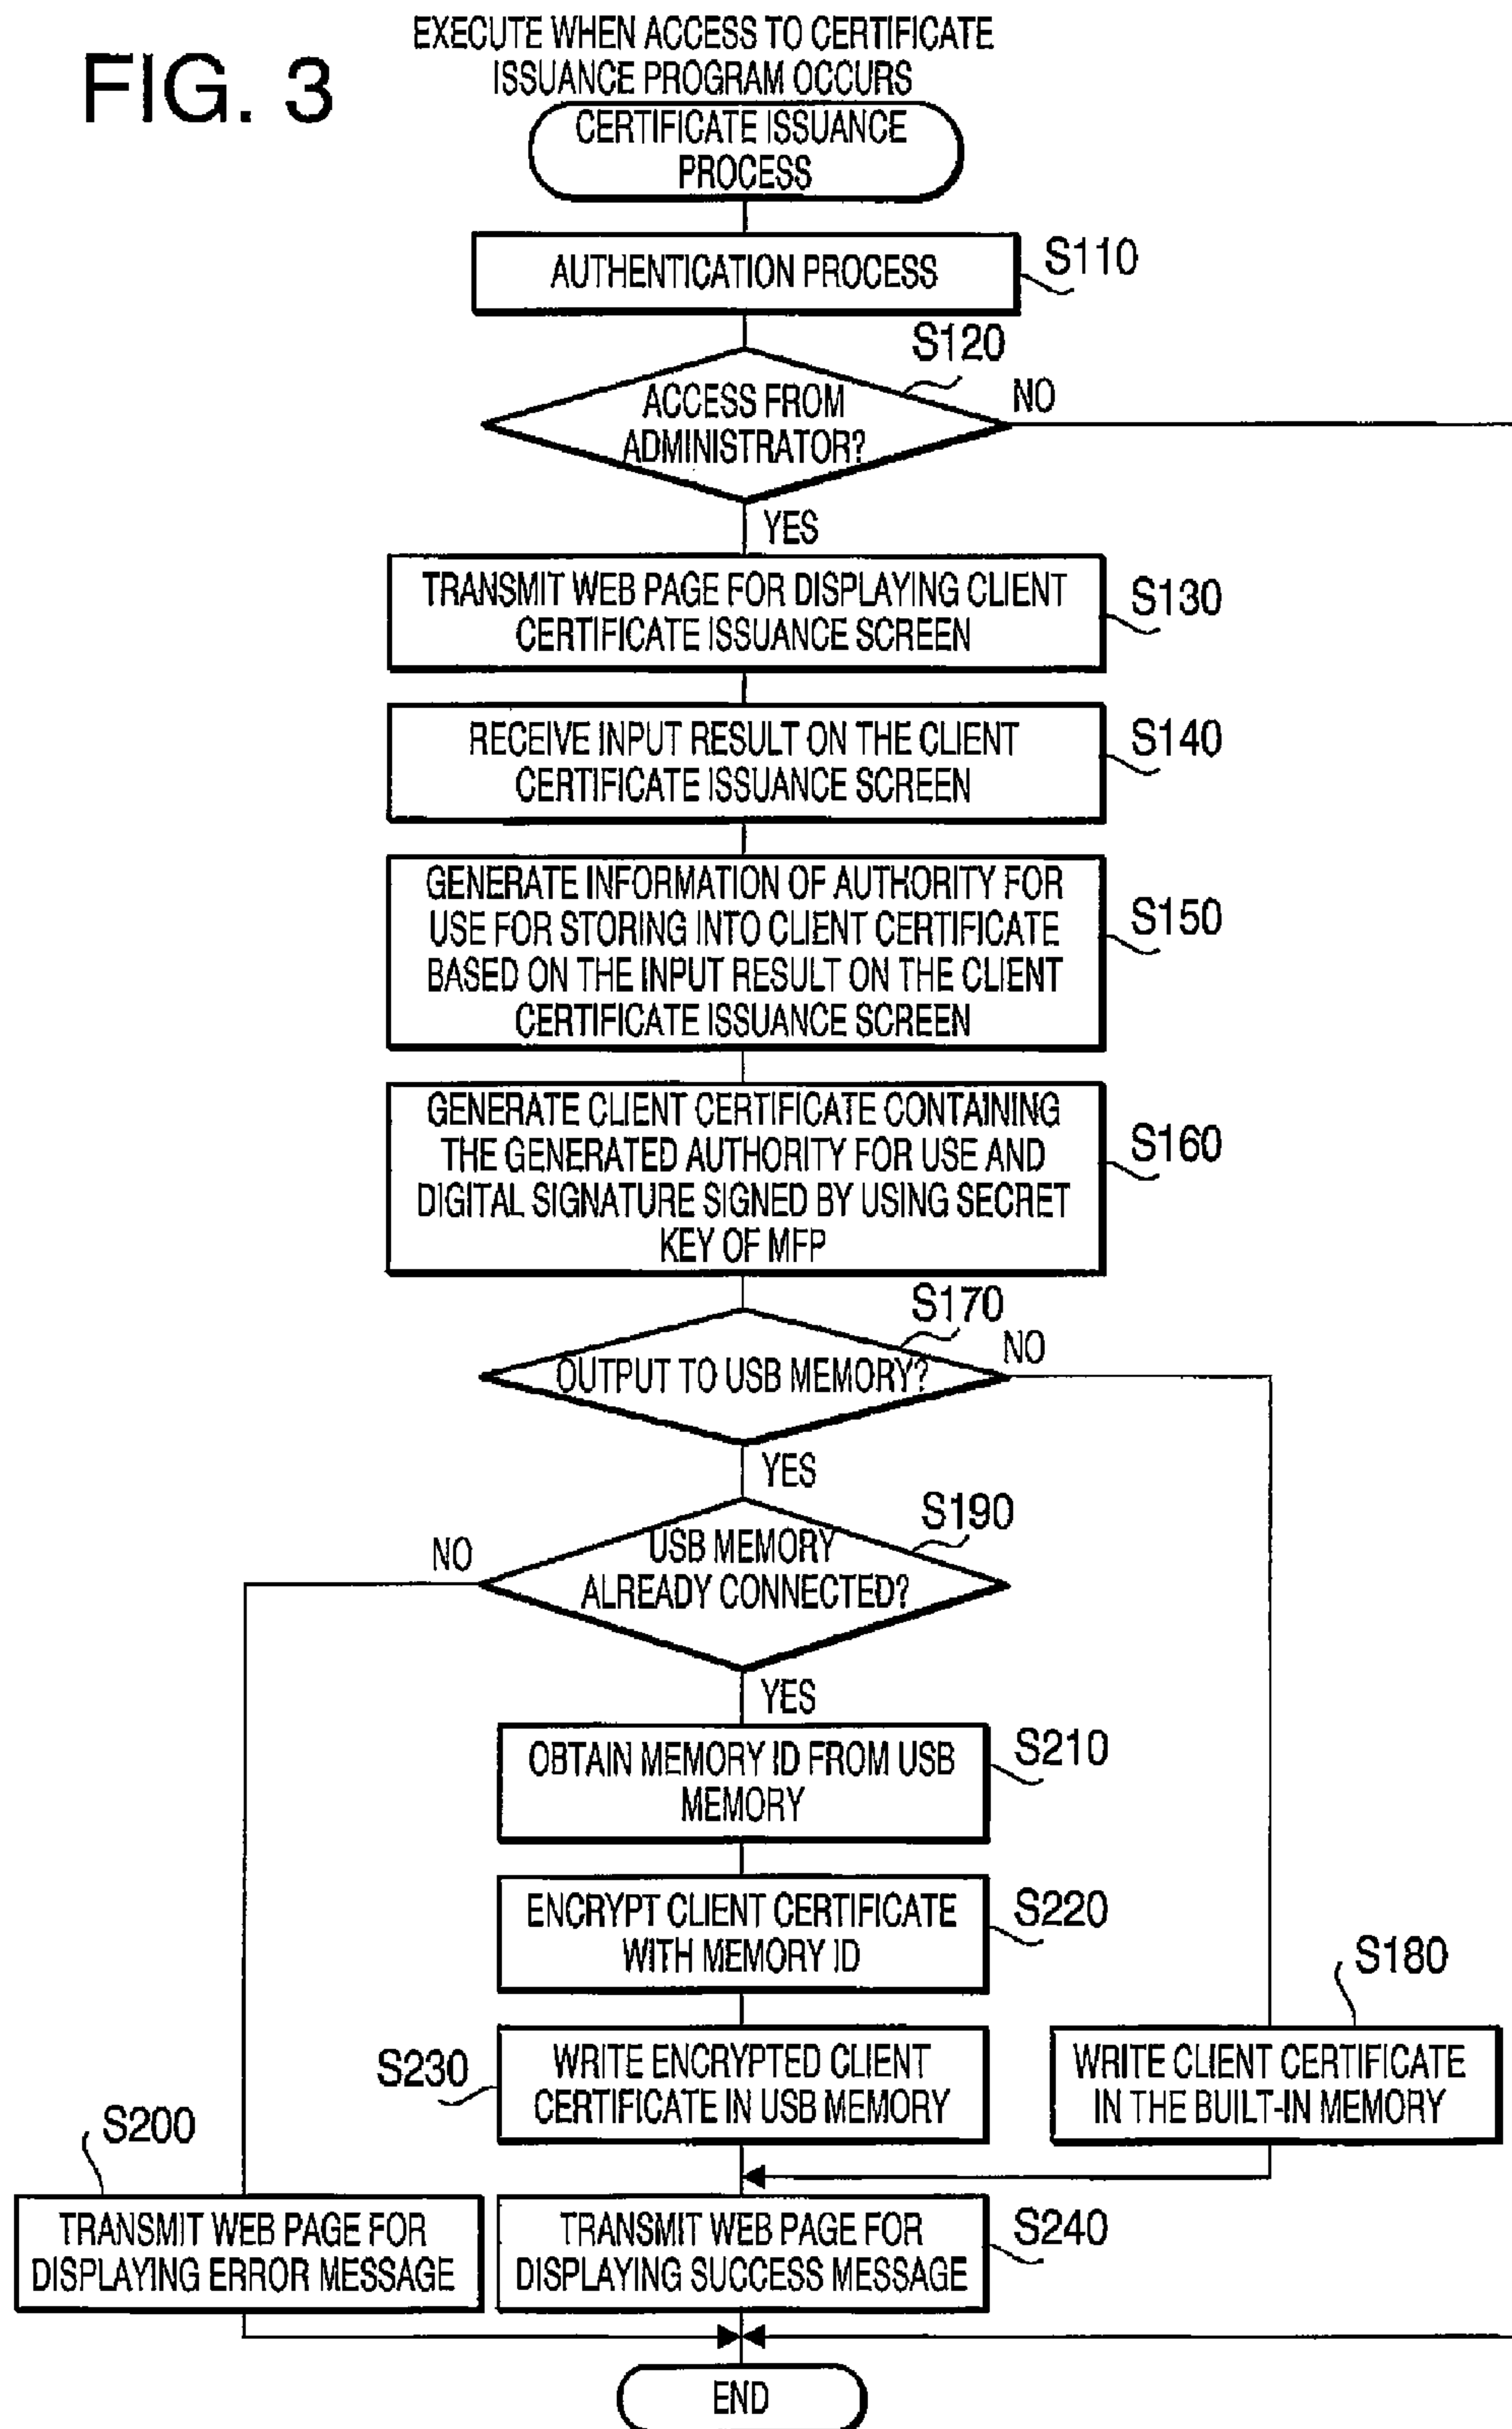 FIG. 3
EXECUTE WHEN ACCESS TO CERTIFICATE
ISSUANCE PROGRAM OCCURS
CERTIFICATE ISSUANCE
PROCESS
AUTHENTICATION PROCESS
S110
S120
ACCESS FROM
ADMINISTRATOR?
NO
YES
TRANSMIT WEB PAGE FOR DISPLAYING CLIENT
CERTIFICATE ISSUANCE SCREEN
S130
RECEIVE INPUT RESULT ON THE CLIENT
CERTIFICATE ISSUANCE SCREEN
S140
GENERATE INFORMATION OF AUTHORITY FOR
USE FOR STORING INTO CLIENT CERTIFICATE
BASED ON THE INPUT RESULT ON THE CLIENT
CERTIFICATE ISSUANCE SCREEN
S150
GENERATE CLIENT CERTIFICATE CONTAINING
THE GENERATED AUTHORITY FOR USE AND
DIGITAL SIGNATURE SIGNED BY USING SECRET
KEY OF MFP
S160
S170
OUTPUT TO USB MEMORY?
NO
YES
S190
USB MEMORY
ALREADY CONNECTED?
NO
YES
OBTAIN MEMORY ID FROM USB
MEMORY
S210
ENCRYPT CLIENT CERTIFICATE
WITH MEMORY ID
S220
S180
S230
WRITE ENCRYPTED CLIENT
CERTIFICATE IN USB MEMORY
WRITE CLIENT CERTIFICATE
IN THE BUILT-IN MEMORY
S200
TRANSMIT WEB PAGE FOR
DISPLAYING ERROR MESSAGE
TRANSMIT WEB PAGE FOR
DISPLAYING SUCCESS MESSAGE
S240
END